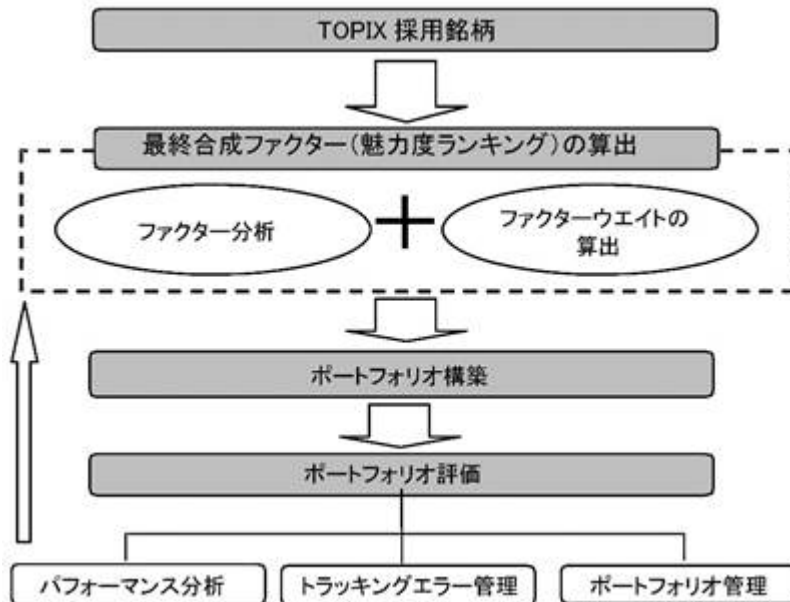 TOPIX 採用銘柄
最終合成ファクター(魅力度ランキング)の算出
ファクター分析
ファクターウエイトの
算出
ポートフォリオ構築
ポートフォリオ評価
パフォーマンス分析
トラッキングエラー管理
ポートフォリオ管理